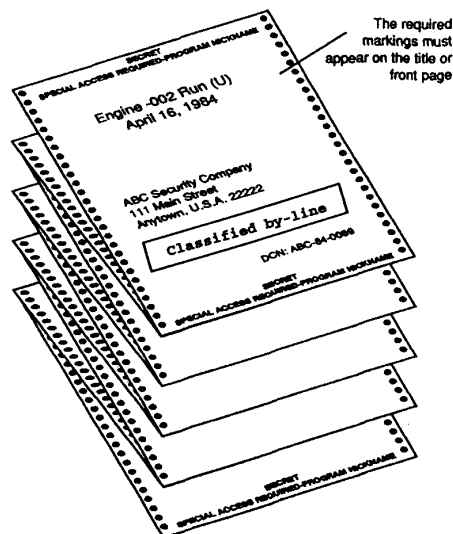 The required
markings must
appear on the title or
front page
SECRET
SPECIAL ACCESS REQUIRED-PROGRAM NICKNAME
Engine -002 Run (U)
April 16, 1984
ABC Security Company
111 Main Street
Anytown, U.S.A. 22222
Classified by-line
DCN: ABC-84-0099
SECRET
SPECIAL ACCESS REQUIRED-PROGRAM NICKNAME
SECRET
SPECIAL ACCESS REQUIRED-PROGRAM NICKNAME